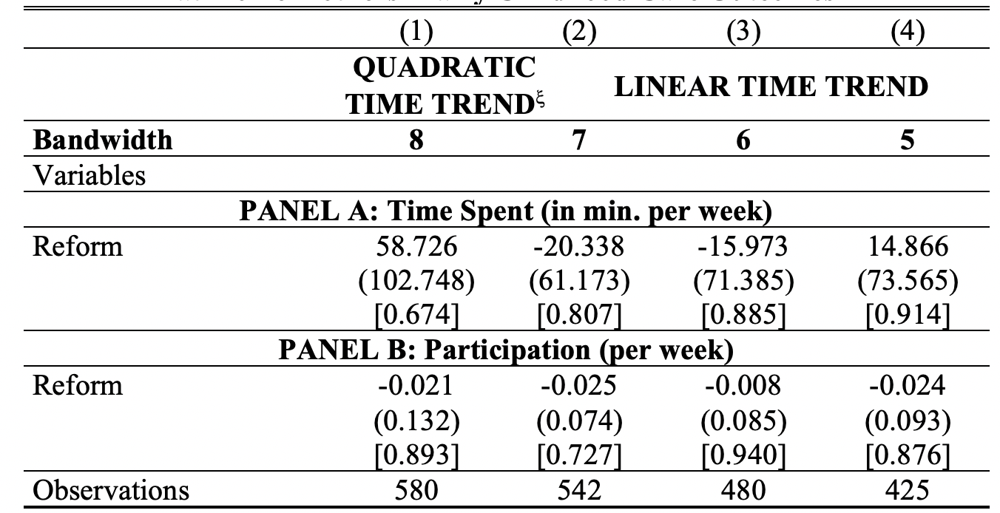 (1) (2) (3) (4)
QUADRATIC
TIME TRENDξ
LINEAR TIME TREND
Bandwidth 8 7 6 5
Variables
PANEL A: Time Spent (in min. per week)
Reform 58.726 -20.338 -15.973 14.866
(102.748) (61.173) (71.385) (73.565)
[0.674] [0.807] [0.885] [0.914]
PANEL B: Participation (per week)
Reform -0.021 -0.025 -0.008 -0.024
(0.132) (0.074) (0.085) (0.093)
[0.893] [0.727] [0.940] [0.876]
Observations 580 542 480 425